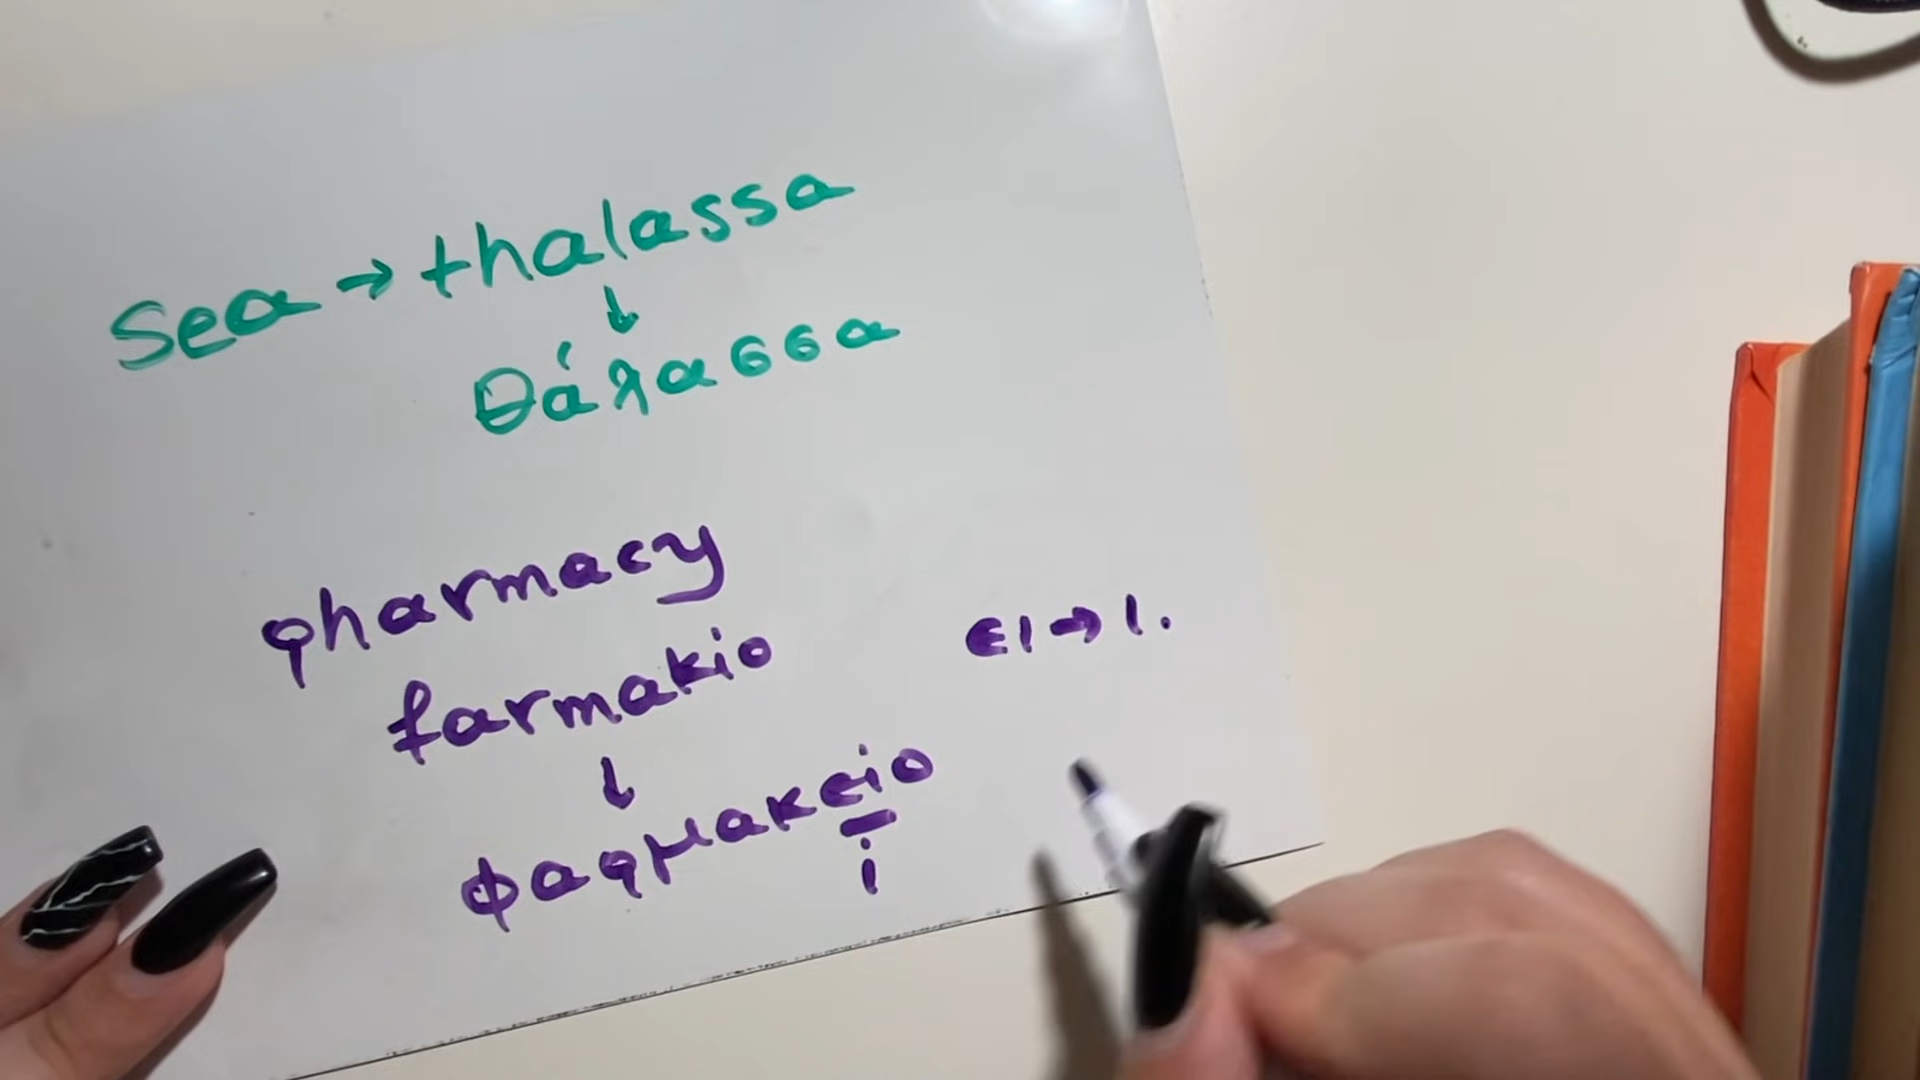 Sea → thalassa
↓
θάλασσα
pharmacy
farmakio
ει → ι.
↓
φαρμακείο
i